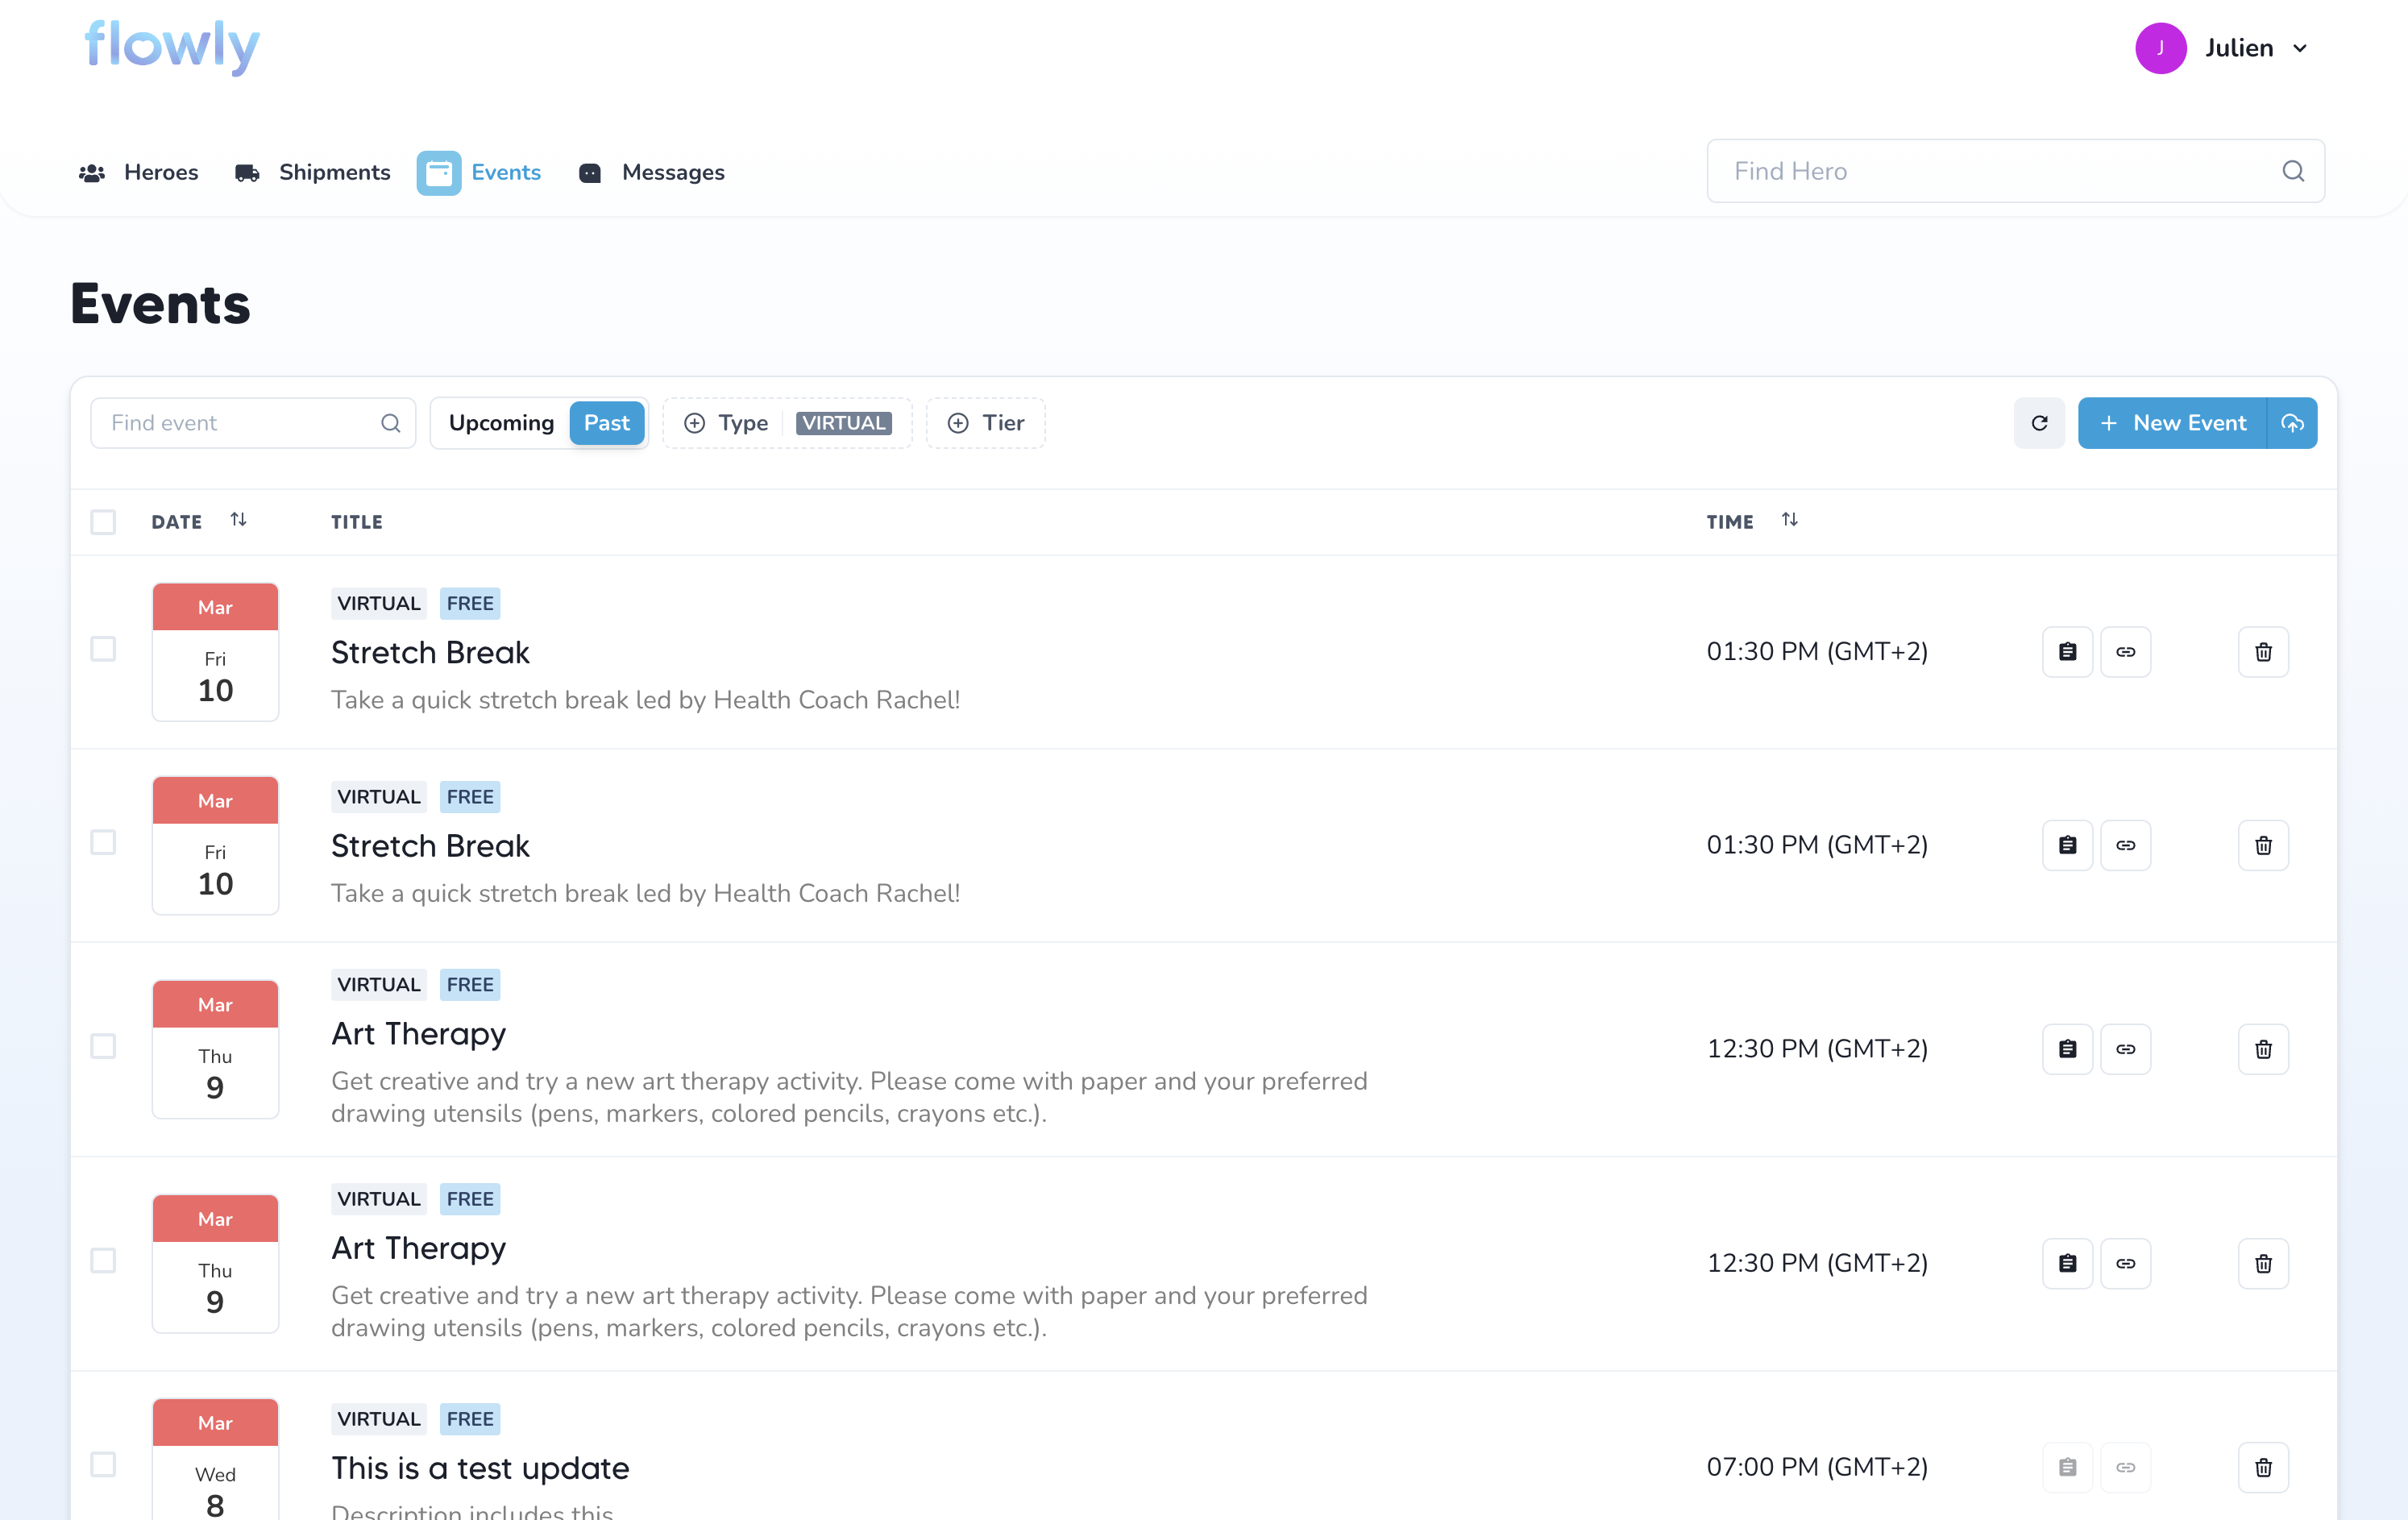 flowly
J
Julien
Heroes
Shipments
Events
Messages
Find Hero
Events
Find event
Upcoming
Past
Type
VIRTUAL
Tier
New Event
DATE
TITLE
TIME
Mar
Fri
10
VIRTUAL
FREE
Stretch Break
Take a quick stretch break led by Health Coach Rachel!
01:30 PM (GMT+2)
Mar
Fri
10
VIRTUAL
FREE
Stretch Break
Take a quick stretch break led by Health Coach Rachel!
01:30 PM (GMT+2)
Mar
Thu
9
VIRTUAL
FREE
Art Therapy
Get creative and try a new art therapy activity. Please come with paper and your preferred
drawing utensils (pens, markers, colored pencils, crayons etc.).
12:30 PM (GMT+2)
Mar
Thu
9
VIRTUAL
FREE
Art Therapy
Get creative and try a new art therapy activity. Please come with paper and your preferred
drawing utensils (pens, markers, colored pencils, crayons etc.).
12:30 PM (GMT+2)
Mar
Wed
8
VIRTUAL
FREE
This is a test update
Description includes this
07:00 PM (GMT+2)